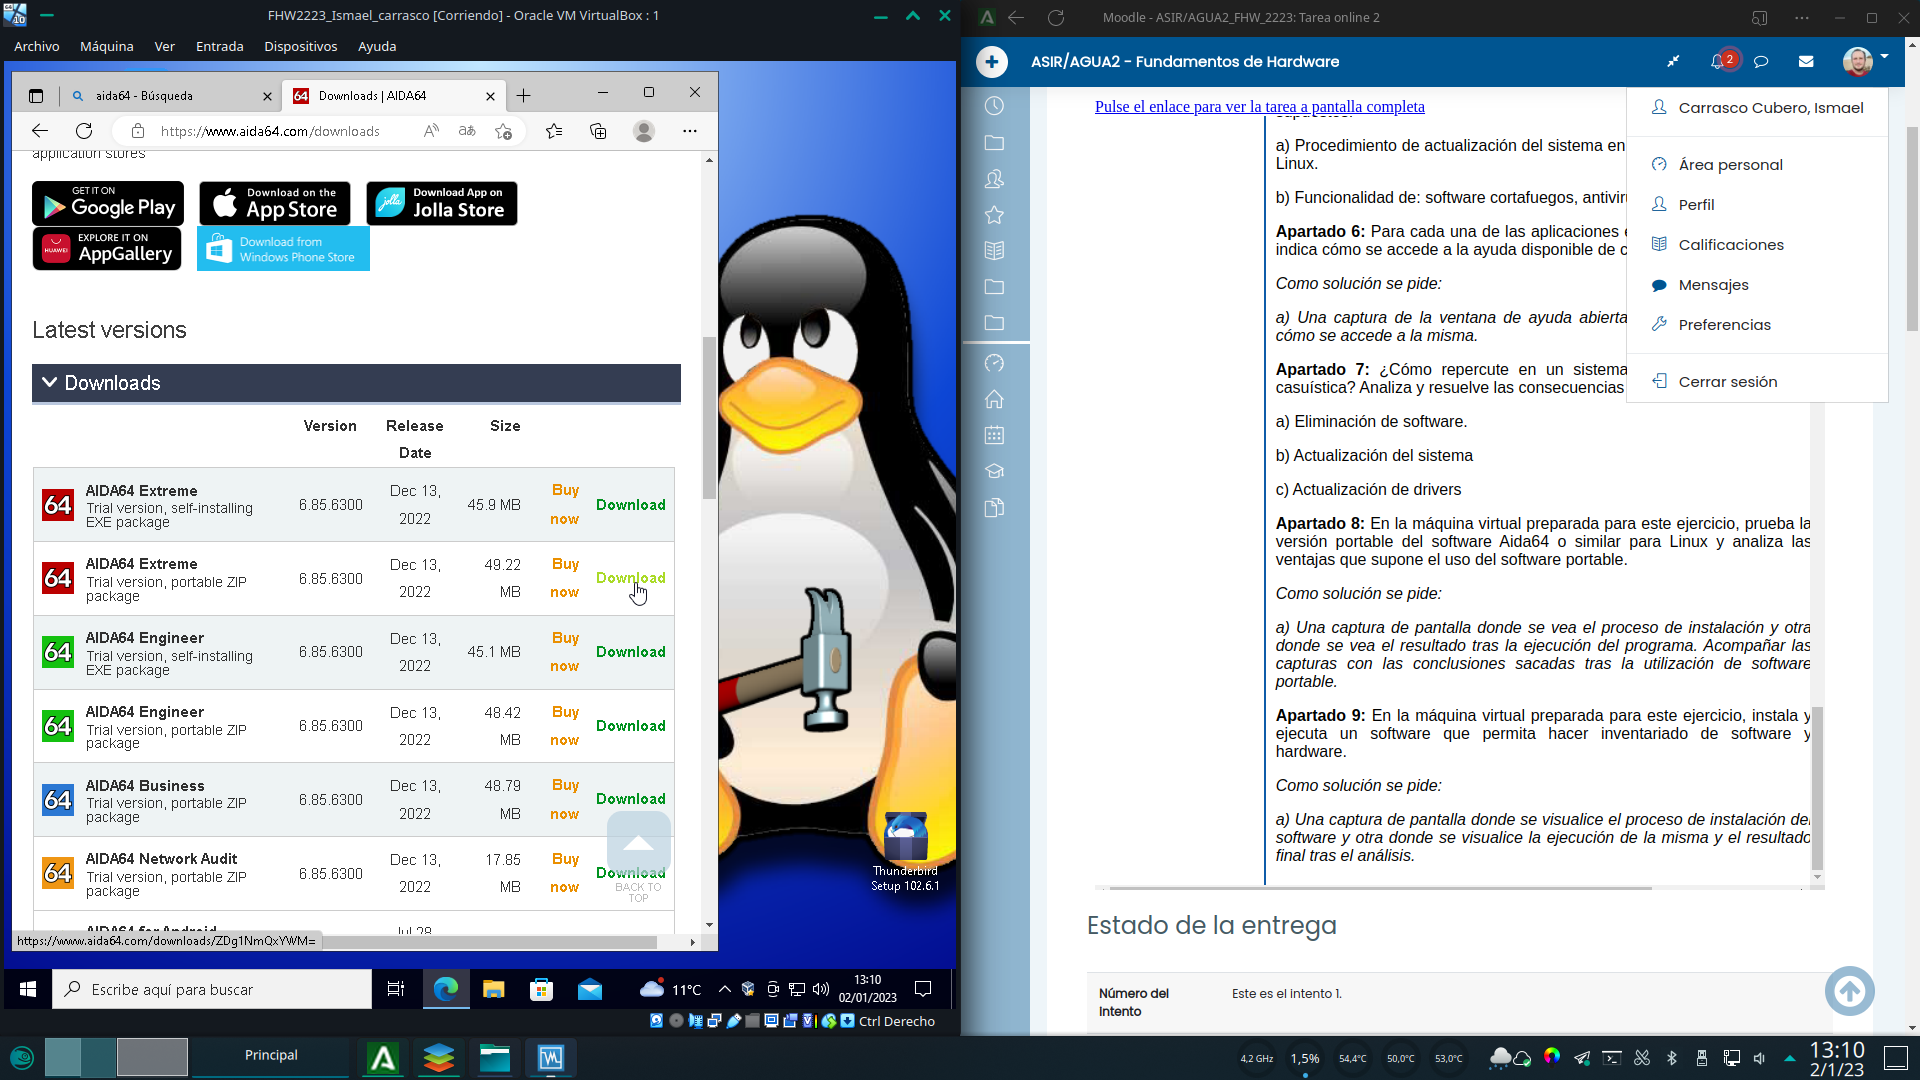 FHW2223_Ismael_carrasco [Corriendo] - Oracle VM VirtualBox : 1
Archivo Máquina Ver Entrada Dispositivos Ayuda
aida64 - Búsqueda
Downloads | AIDA64
https://www.aida64.com/downloads
application stores
GET IT ON
Google Play
Download on the
App Store
Download App on
Jolla Store
EXPLORE IT ON
AppGallery
HUAWEI
Download from
Windows Phone Store
Latest versions
Downloads
Version Release Date Size
64 AIDA64 Extreme
Trial version, self-installing
EXE package
6.85.6300 Dec 13, 2022 45.9 MB Buy now Download
64 AIDA64 Extreme
Trial version, portable ZIP
package
6.85.6300 Dec 13, 2022 49.22 MB Buy now Download
64 AIDA64 Engineer
Trial version, self-installing
EXE package
6.85.6300 Dec 13, 2022 45.1 MB Buy now Download
64 AIDA64 Engineer
Trial version, portable ZIP
package
6.85.6300 Dec 13, 2022 48.42 MB Buy now Download
64 AIDA64 Business
Trial version, portable ZIP
package
6.85.6300 Dec 13, 2022 48.79 MB Buy now Download
64 AIDA64 Network Audit
Trial version, portable ZIP
package
6.85.6300 Dec 13, 2022 17.85 MB Buy now Download
BACK TO
TOP
AIDA64 for Android
Jul 28
https://www.aida64.com/downloads/ZDg1NmQxYWM=
Thunderbird
Setup 102.6.1
Escribe aquí para buscar
11°C
13:10
02/01/2023
Ctrl Derecho
Moodle - ASIR/AGUA2_FHW_2223: Tarea online 2
ASIR/AGUA2 - Fundamentos de Hardware
2
Pulse el enlace para ver la tarea a pantalla completa
supuestos:
a) Procedimiento de actualización del sistema en
Linux.
b) Funcionalidad de: software cortafuegos, antiviru
Apartado 6: Para cada una de las aplicaciones
indica cómo se accede a la ayuda disponible de c
Como solución se pide:
a) Una captura de la ventana de ayuda abierta
cómo se accede a la misma.
Apartado 7: ¿Cómo repercute en un sistema
casuística? Analiza y resuelve las consecuencias
a) Eliminación de software.
b) Actualización del sistema
c) Actualización de drivers
Apartado 8: En la máquina virtual preparada para este ejercicio, prueba la
versión portable del software Aida64 o similar para Linux y analiza las
ventajas que supone el uso del software portable.
Como solución se pide:
a) Una captura de pantalla donde se vea el proceso de instalación y otra
donde se vea el resultado tras la ejecución del programa. Acompañar las
capturas con las conclusiones sacadas tras la utilización de software
portable.
Apartado 9: En la máquina virtual preparada para este ejercicio, instala y
ejecuta un software que permita hacer inventariado de software y
hardware.
Como solución se pide:
a) Una captura de pantalla donde se visualice el proceso de instalación del
software y otra donde se visualice la ejecución de la misma y el resultado
final tras el análisis.
Carrasco Cubero, Ismael
Área personal
Perfil
Calificaciones
Mensajes
Preferencias
Cerrar sesión
Estado de la entrega
Número del
Intento
Este es el intento 1.
Principal
4,2 GHz 1,5% 54,4°C 50,0°C 53,0°C
13:10
2/1/23